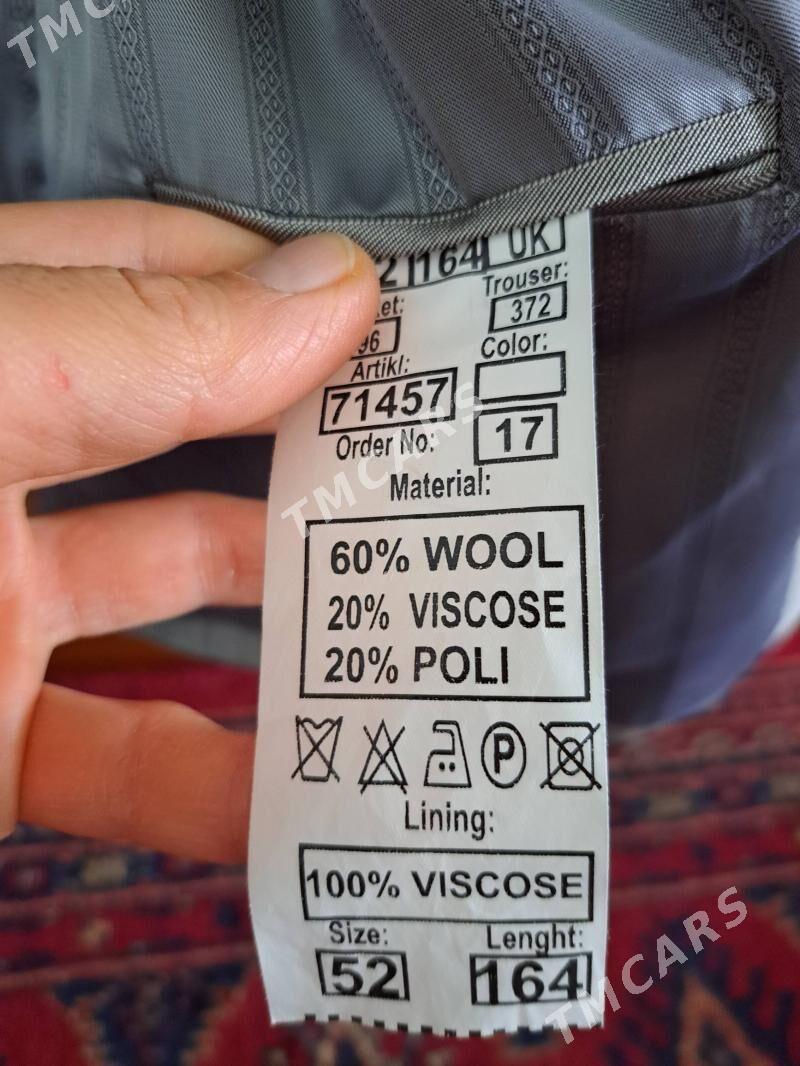 TMCARS
164 UK
Trouser:
372
Artikl:
Color:
71457
Order No:
17
TMCARS
Material:
60% WOOL
20% VISCOSE
20% POLI
P
Lining:
100% VISCOSE
Size:
Lenght:
52
164
TMCARS